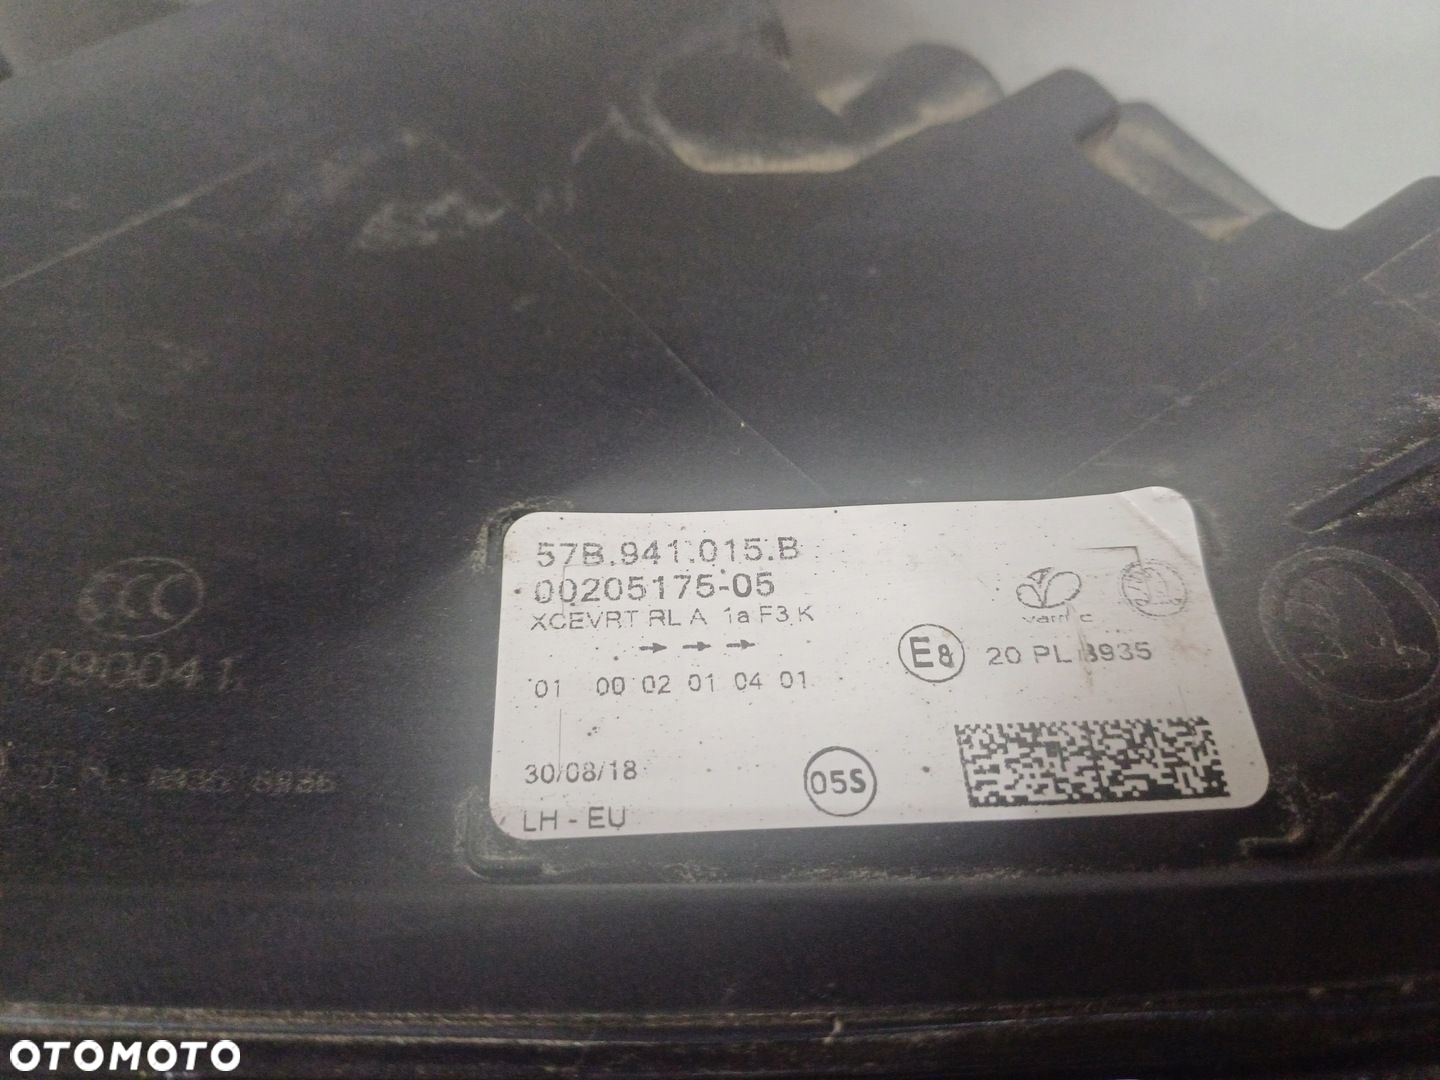 57B.941.015.B
00205175-05
XCEVRT RL A 1a F3 K
→ → →
01 00 02 01 04 01
E8 20 PL 8935
30/08/18
05S
LH - EU
CCC
090041
OTOMOTO